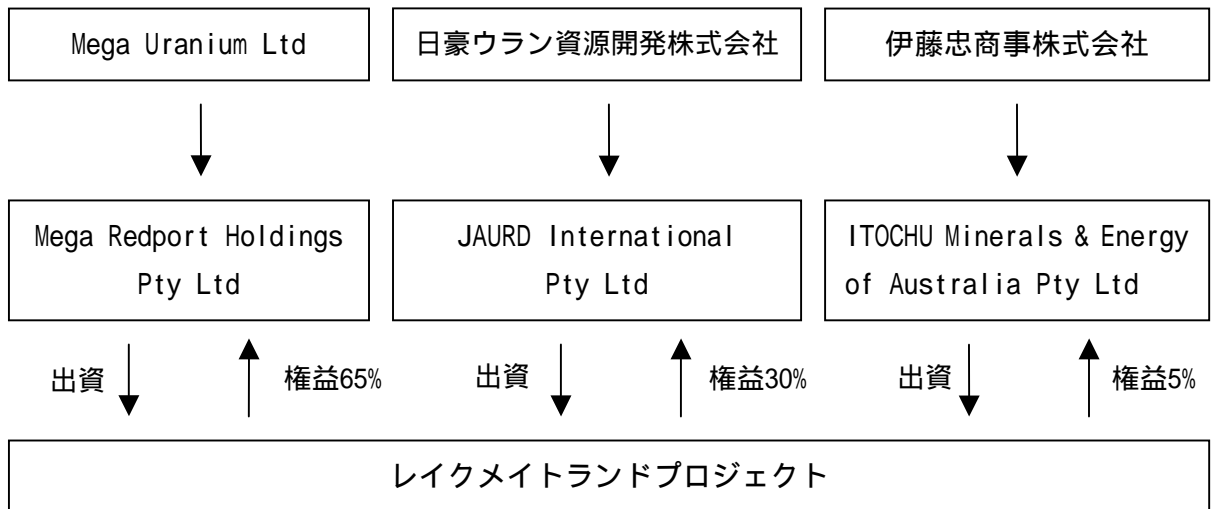 Mega Uranium Ltd
日豪ウラン資源開発株式会社
伊藤忠商事株式会社
Mega Redport Holdings
Pty Ltd
JAURD International
Pty Ltd
ITOCHU Minerals & Energy
of Australia Pty Ltd
出資
権益65%
出資
権益30%
出資
権益5%
レイクメイトランドプロジェクト